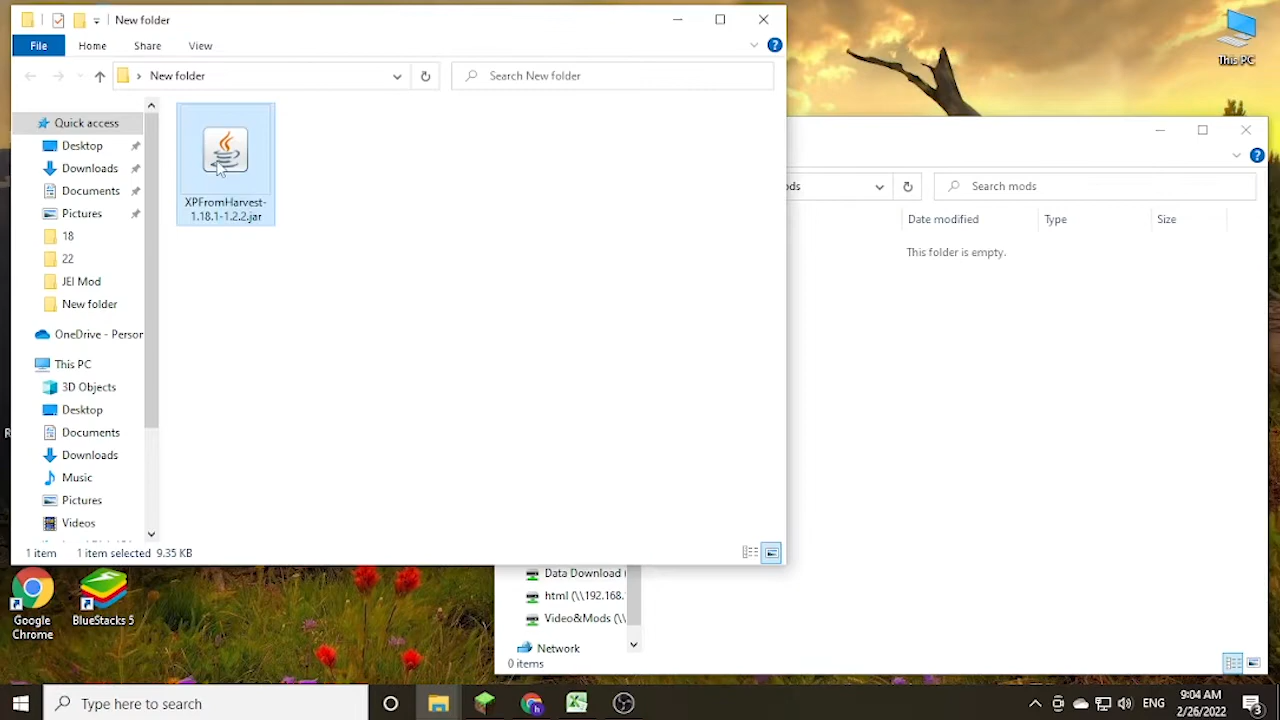 New folder
File
Home
Share
View
New folder
Search New folder
Quick access
Desktop
Downloads
Documents
Pictures
18
22
JEI Mod
New folder
OneDrive - Person
This PC
3D Objects
Desktop
Documents
Downloads
Music
Pictures
Videos
XPFromHarvest-
1.18.1-1.2.2.jar
1 item
1 item selected
9.35 KB
This PC
ods
Search mods
Date modified
Type
Size
This folder is empty.
Data Download (
html (\\192.168.
Video&Mods (\\
Network
0 items
Google
Chrome
BlueStacks 5
Type here to search
ENG
9:04 AM
2/26/2022
3